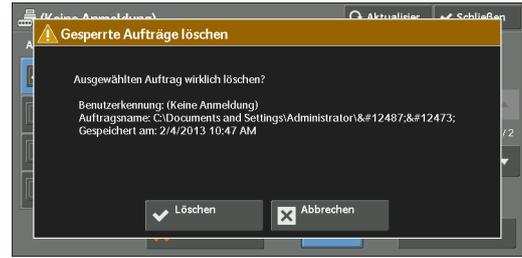 (Keine Anmeldung)
Aktualisier
Schließen
Gesperrte Aufträge löschen
Ausgewählten Auftrag wirklich löschen?
Benutzerkennung: (Keine Anmeldung)
Auftragsname: C:\Documents and Settings\Administrator\&#12487;&#12473;
Gespeichert am: 2/4/2013 10:47 AM
/2
Löschen
Abbrechen